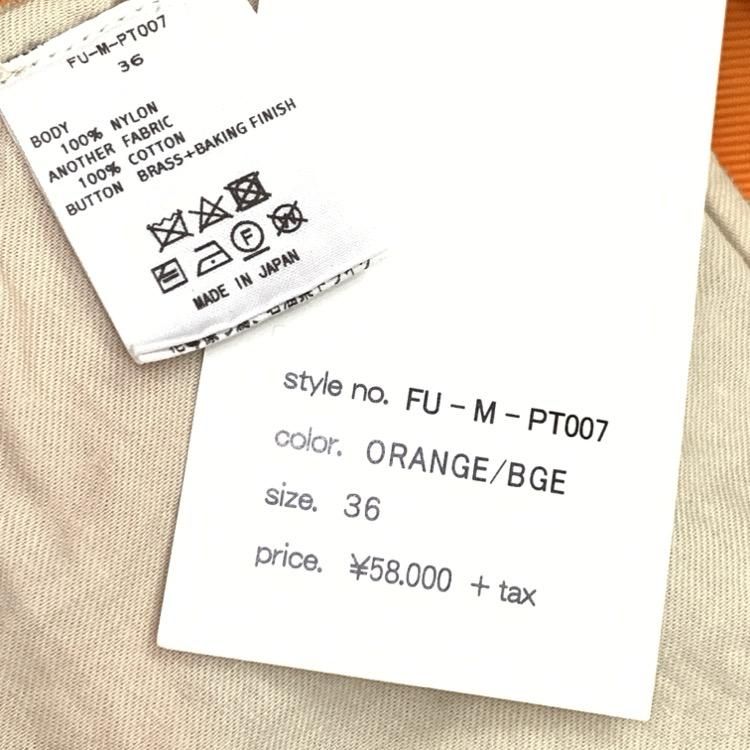 FU-M-PT007
36
BODY
100% NYLON
ANOTHER FABRIC
100% COTTON
BUTTON BRASS+BAKING FINISH
MADE IN JAPAN
style no. FU - M - PT007
color. ORANGE/BGE
size. 36
price. ¥58.000 + tax